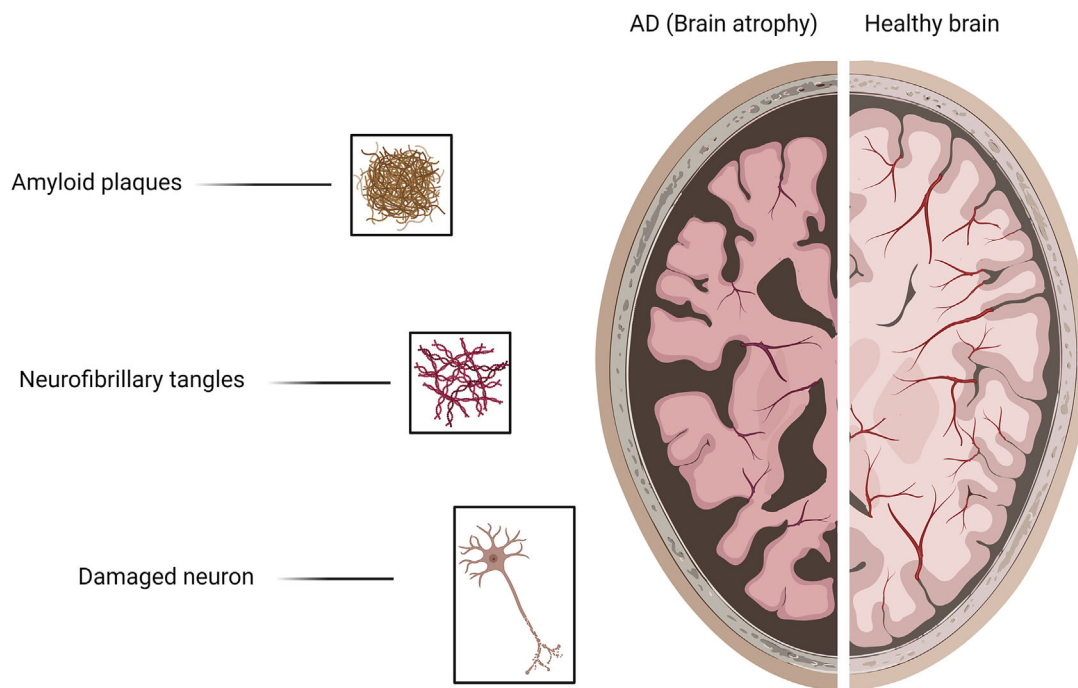 AD (Brain atrophy)
Healthy brain
Amyloid plaques
Neurofibrillary tangles
Damaged neuron